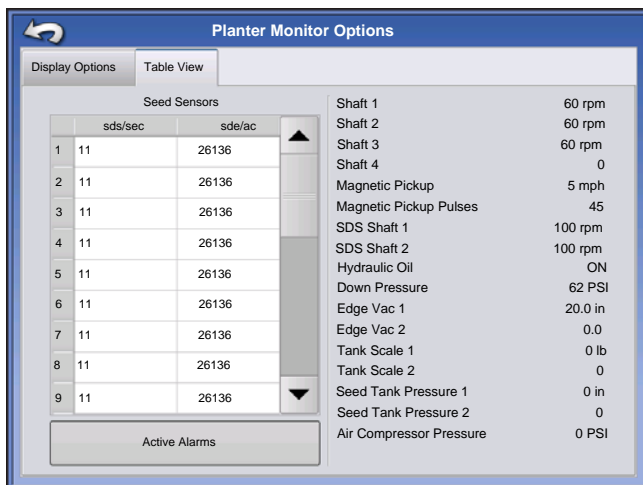 Planter Monitor Options
Display Options Table View
Seed Sensors
sds/sec sde/ac
1 11 26136
2 11 26136
3 11 26136
4 11 26136
5 11 26136
6 11 26136
7 11 26136
8 11 26136
9 11 26136
Active Alarms
Shaft 1 60 rpm
Shaft 2 60 rpm
Shaft 3 60 rpm
Shaft 4 0
Magnetic Pickup 5 mph
Magnetic Pickup Pulses 45
SDS Shaft 1 100 rpm
SDS Shaft 2 100 rpm
Hydraulic Oil ON
Down Pressure 62 PSI
Edge Vac 1 20.0 in
Edge Vac 2 0.0
Tank Scale 1 0 lb
Tank Scale 2 0
Seed Tank Pressure 1 0 in
Seed Tank Pressure 2 0
Air Compressor Pressure 0 PSI